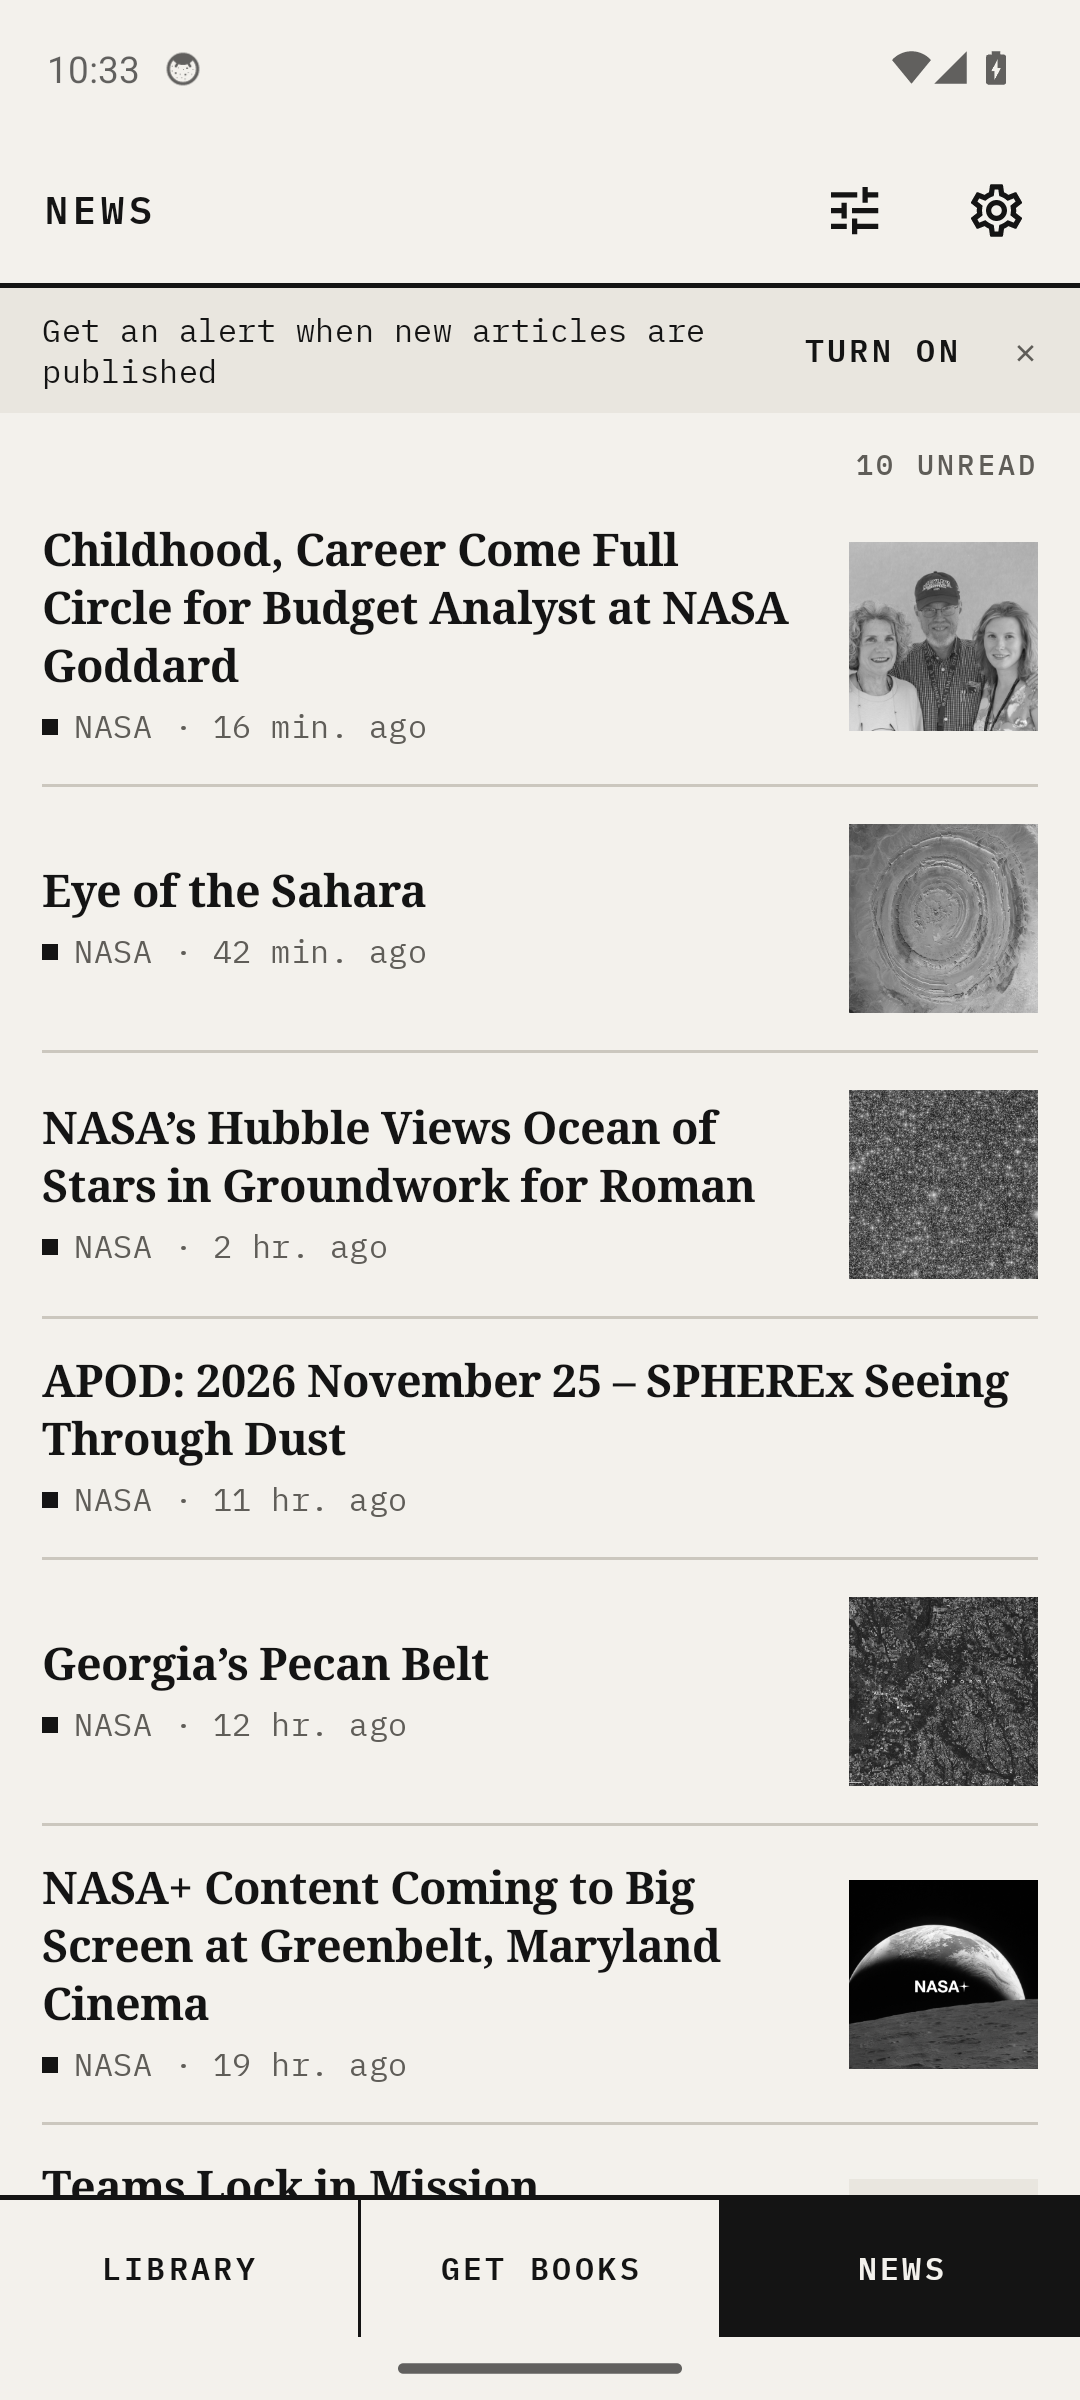 10:33
NEWS
Get an alert when new articles are
published
TURN ON ×
10 UNREAD
Childhood, Career Come Full
Circle for Budget Analyst at NASA
Goddard
NASA · 16 min. ago
Eye of the Sahara
NASA · 42 min. ago
NASA’s Hubble Views Ocean of
Stars in Groundwork for Roman
NASA · 2 hr. ago
APOD: 2026 November 25 – SPHEREx Seeing
Through Dust
NASA · 11 hr. ago
Georgia’s Pecan Belt
NASA · 12 hr. ago
NASA+ Content Coming to Big
Screen at Greenbelt, Maryland
Cinema
NASA+
NASA · 19 hr. ago
Teams Lock in Mission
LIBRARY
GET BOOKS
NEWS